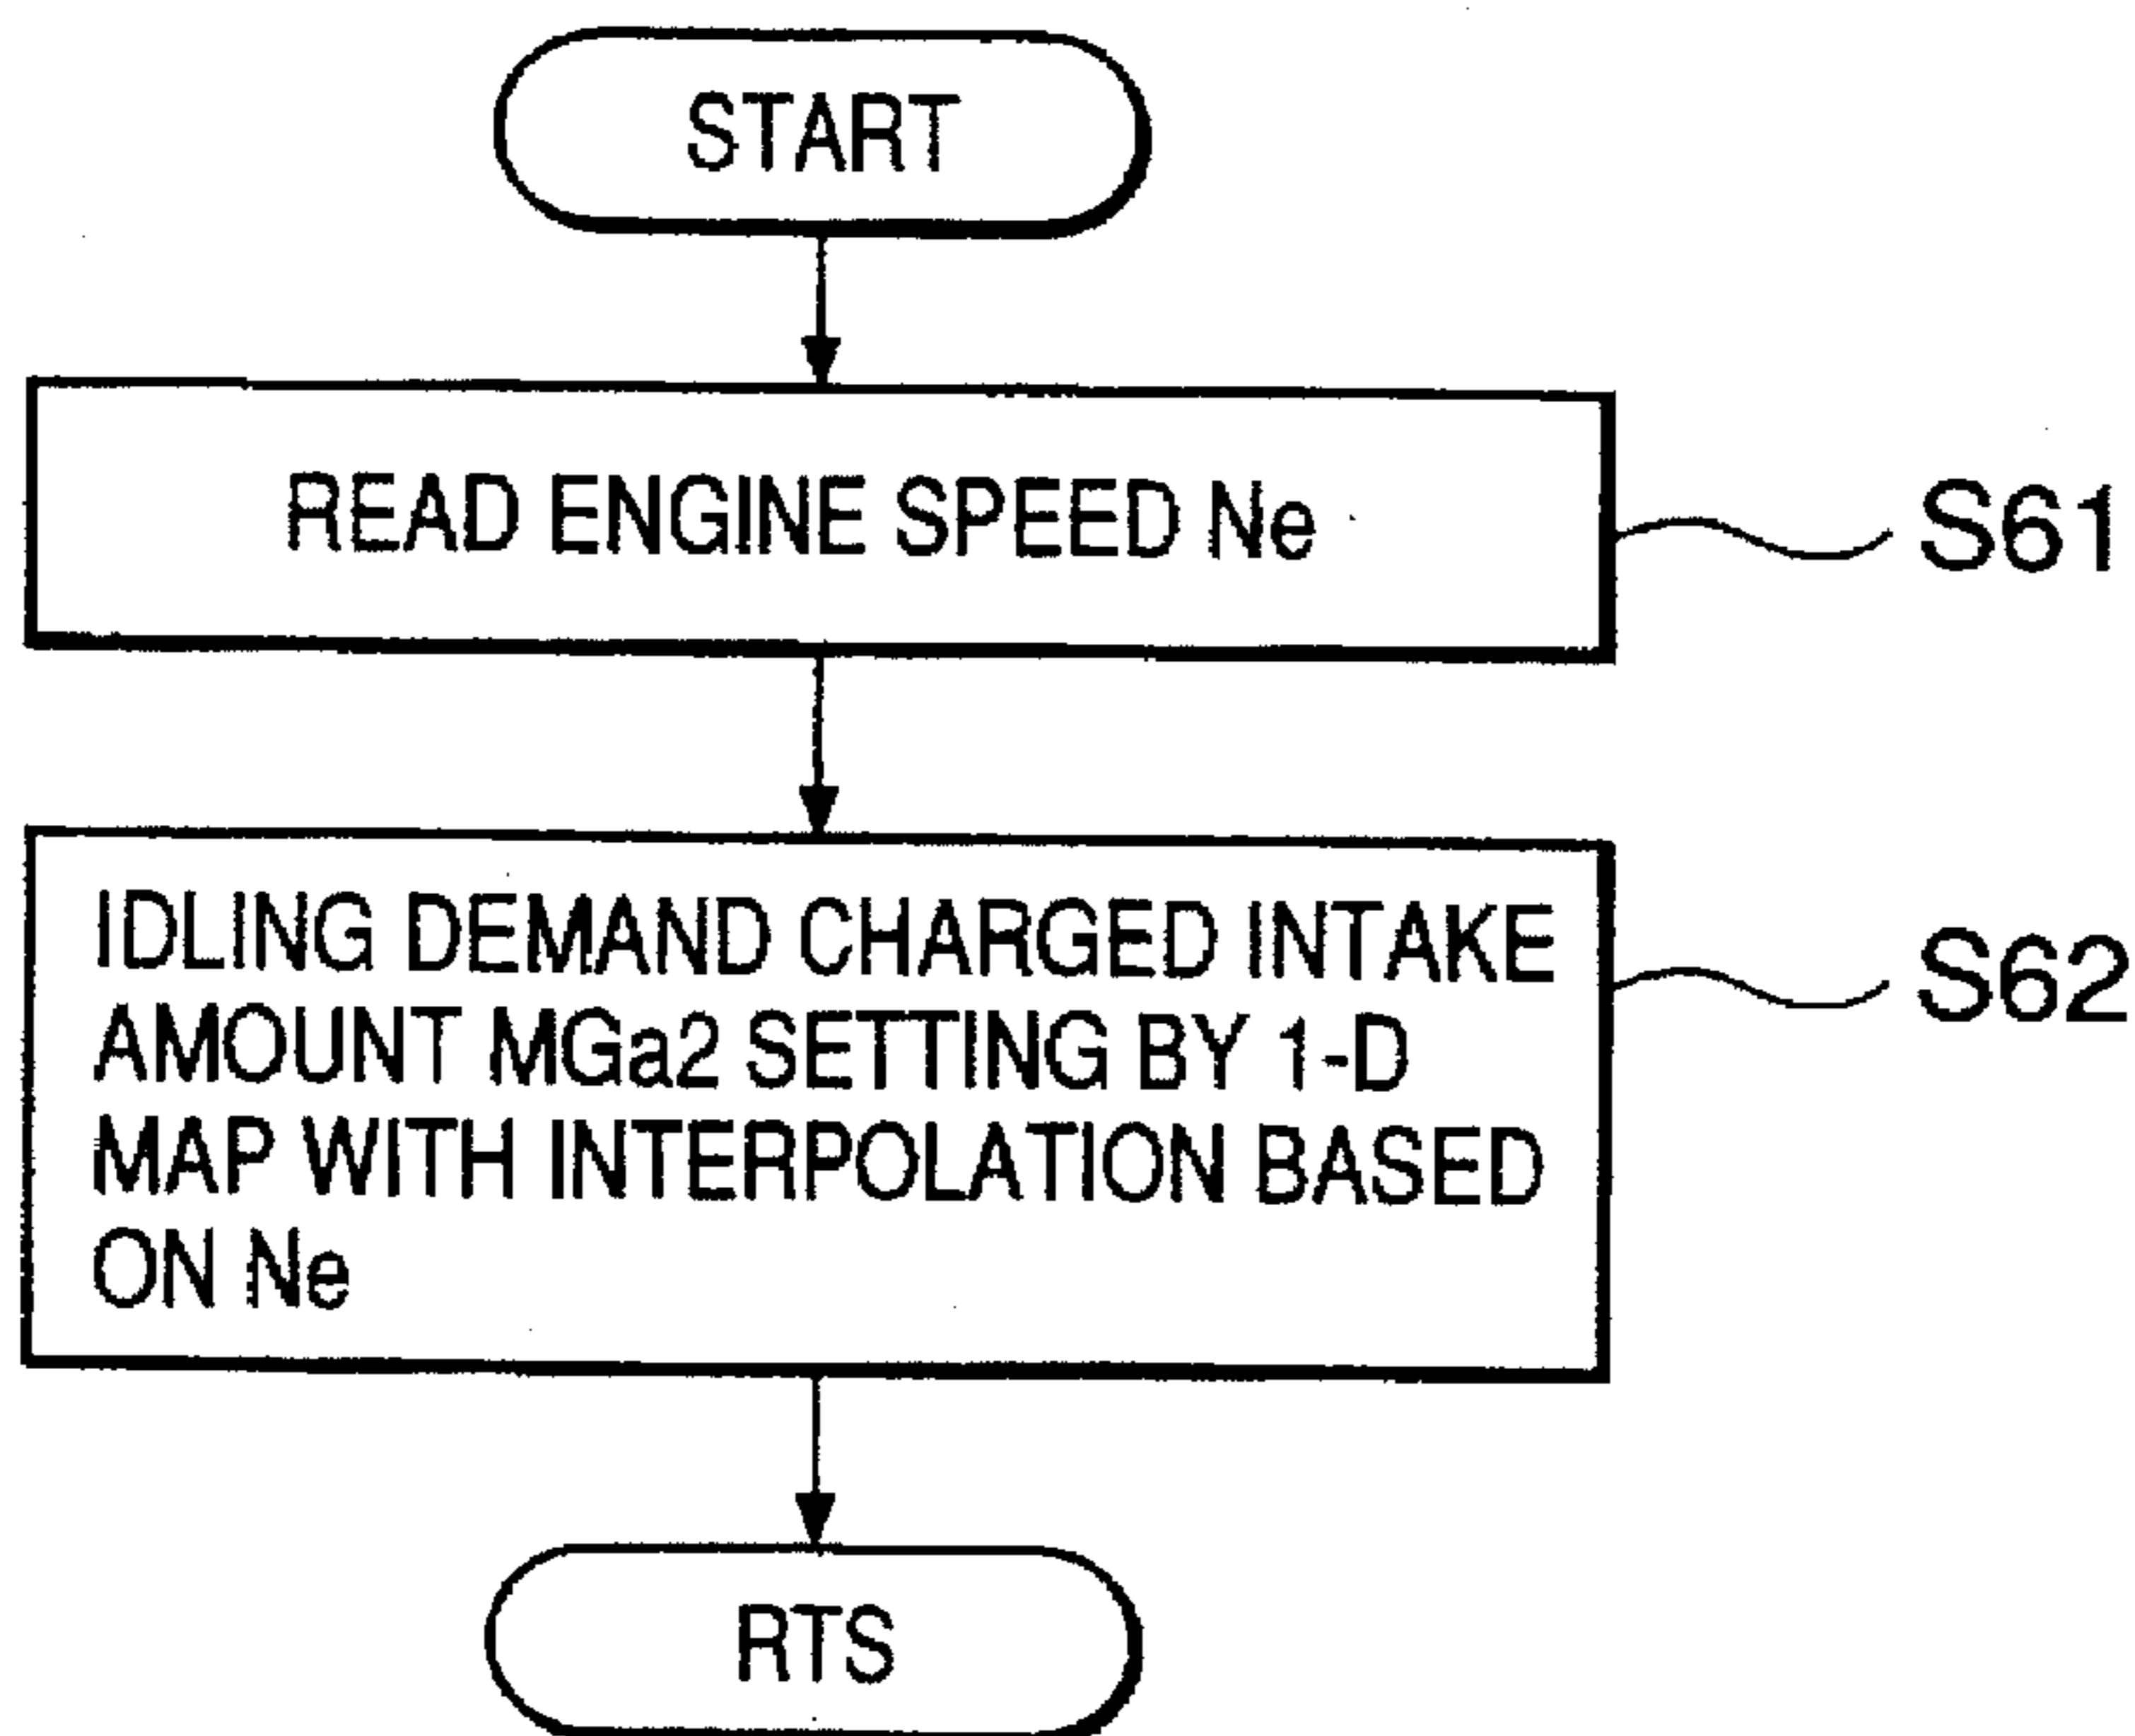 START
READ ENGINE SPEED Ne
S61
IDLING DEMAND CHARGED INTAKE
AMOUNT MGa2 SETTING BY 1-D
MAP WITH INTERPOLATION BASED
ON Ne
S62
RTS